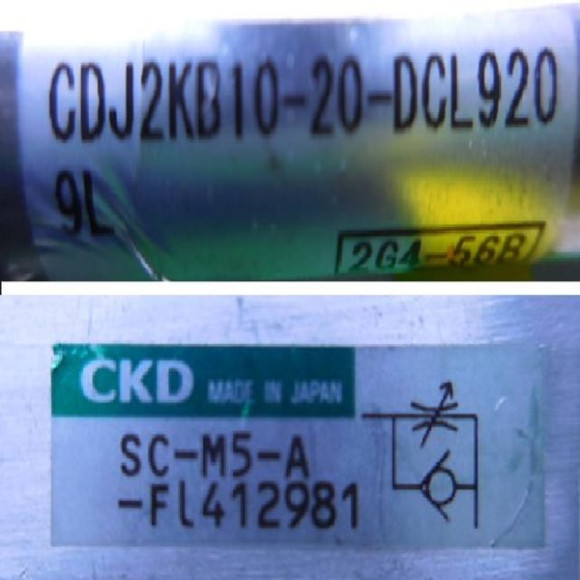 CDJ2KB10-20-DCL920
9L
2G4-56B
CKD MADE IN JAPAN
SC-M5-A
-FL412981